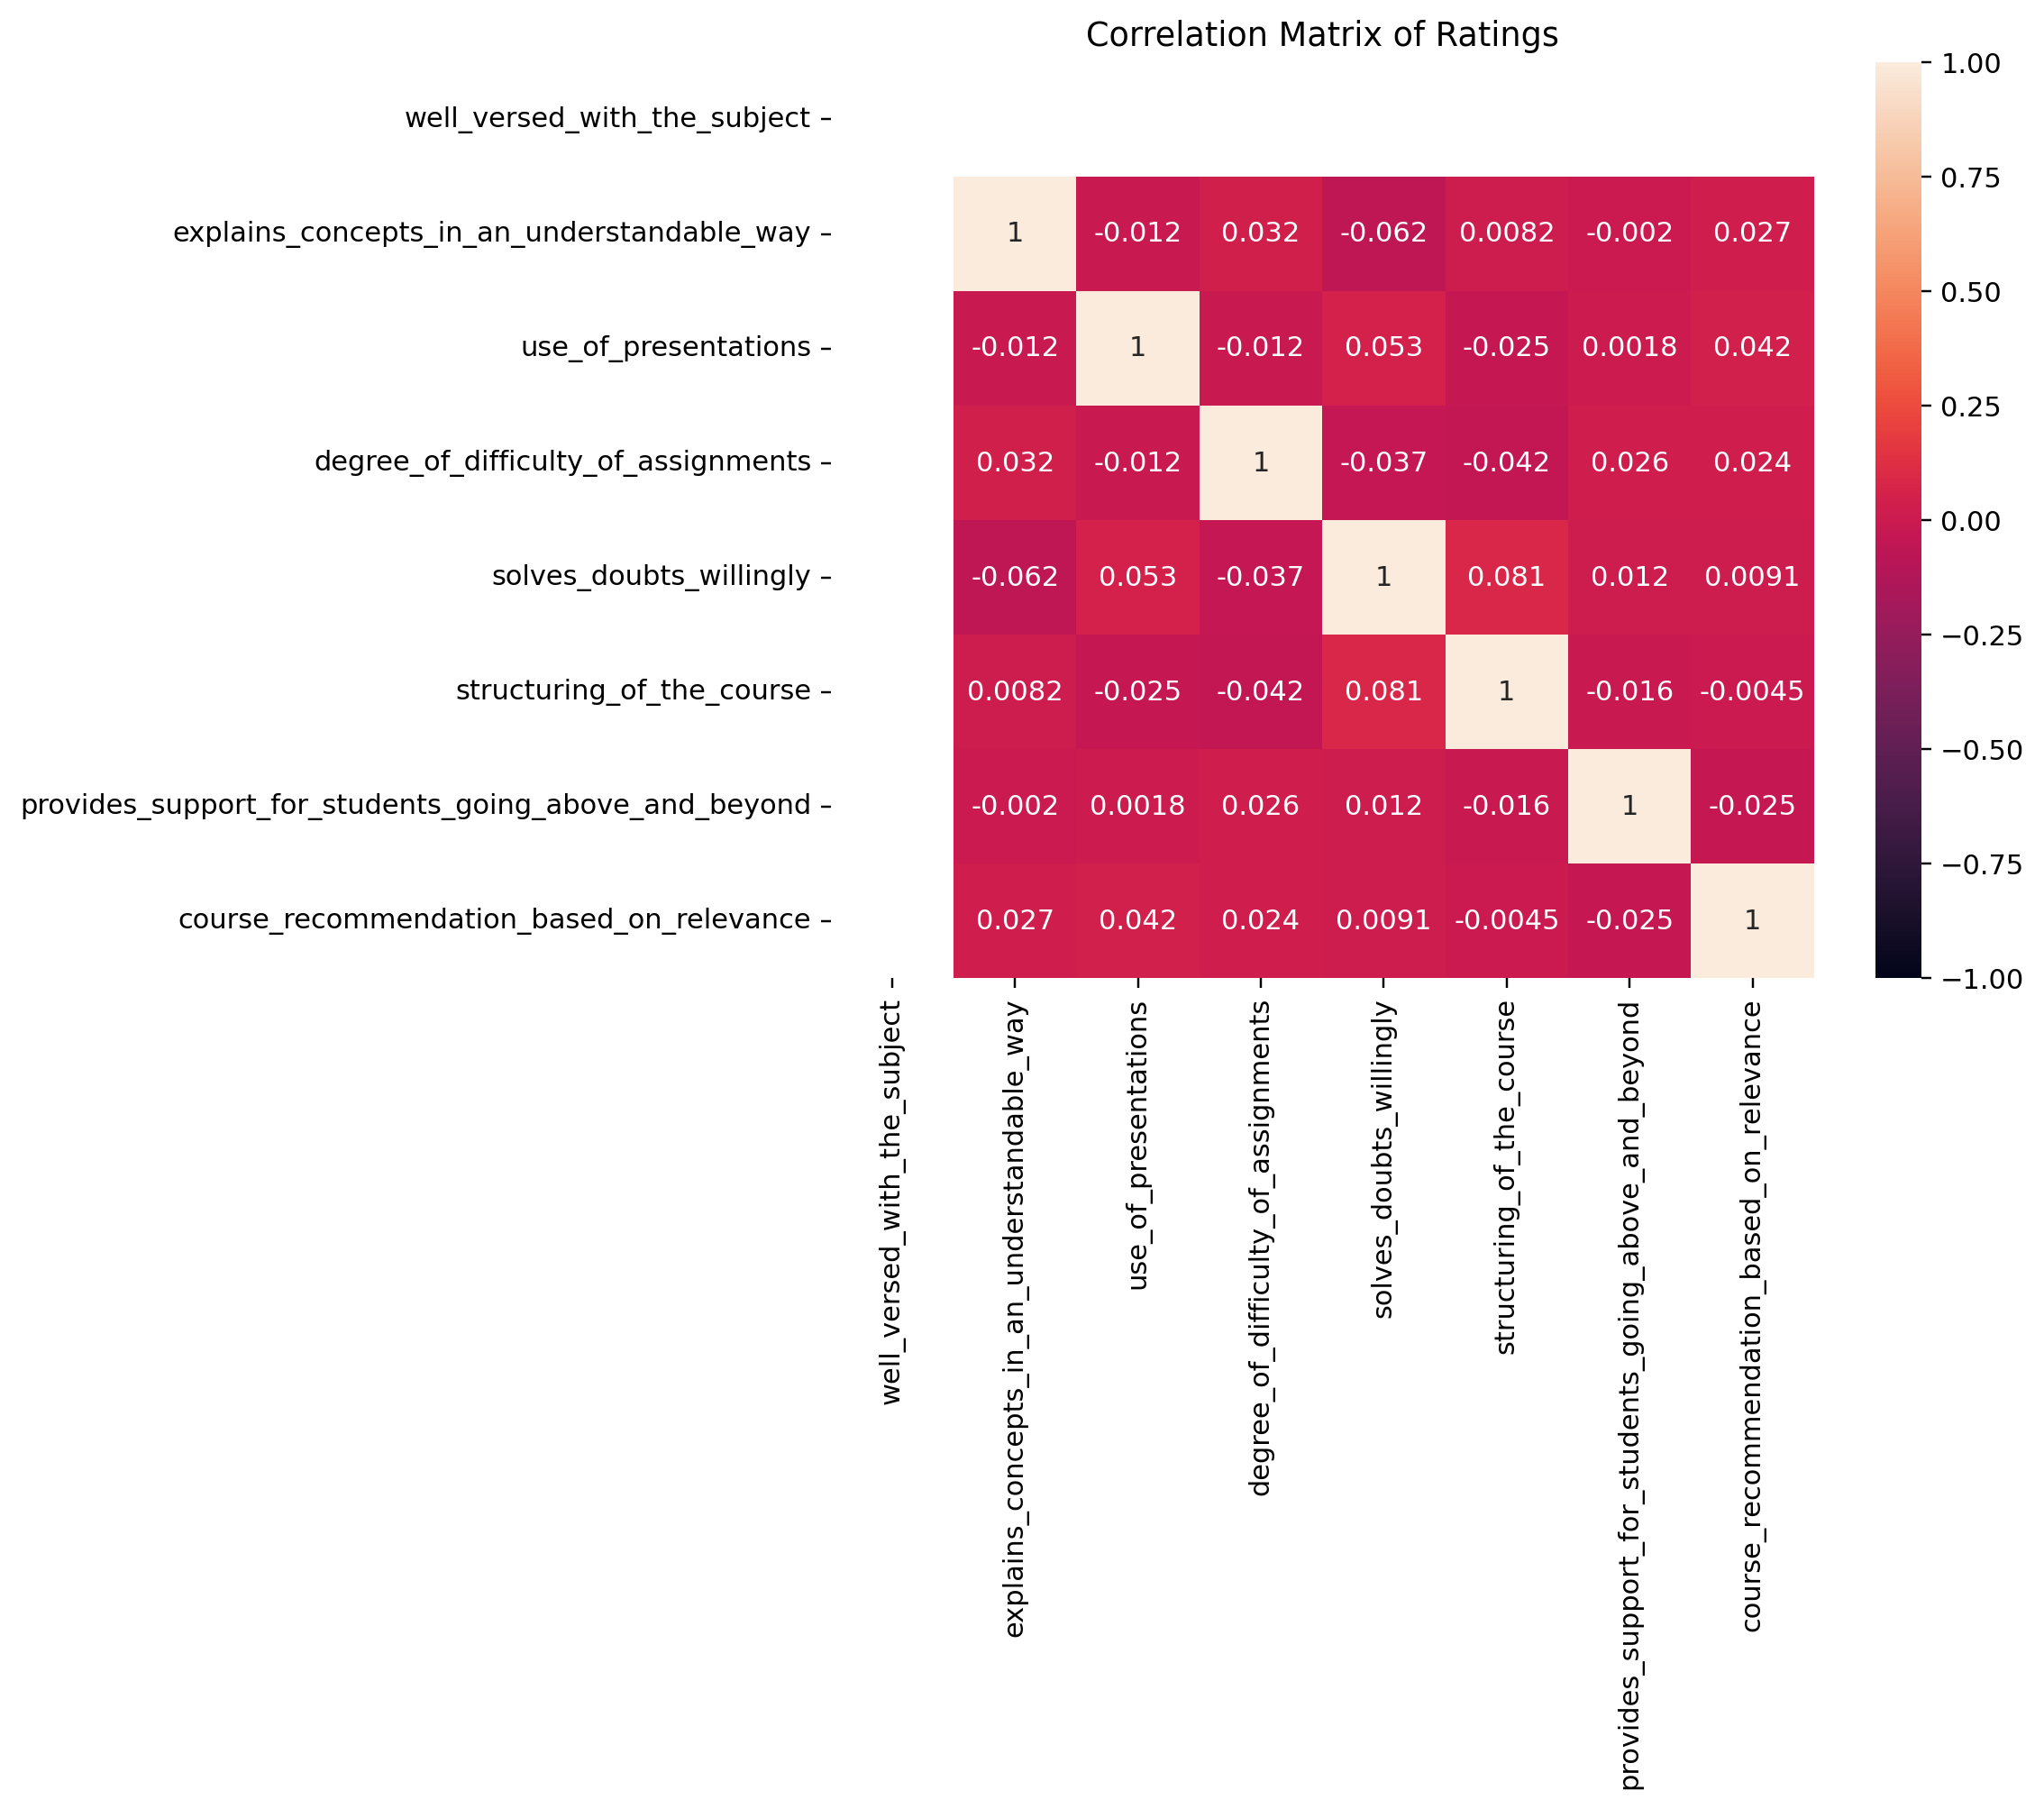 Correlation Matrix of Ratings
well_versed_with_the_subject
explains_concepts_in_an_understandable_way
1 -0.012 0.032 -0.062 0.0082 -0.002 0.027
use_of_presentations
-0.012 1 -0.012 0.053 -0.025 0.0018 0.042
degree_of_difficulty_of_assignments
0.032 -0.012 1 -0.037 -0.042 0.026 0.024
solves_doubts_willingly
-0.062 0.053 -0.037 1 0.081 0.012 0.0091
structuring_of_the_course
0.0082 -0.025 -0.042 0.081 1 -0.016 -0.0045
provides_support_for_students_going_above_and_beyond
-0.002 0.0018 0.026 0.012 -0.016 1 -0.025
course_recommendation_based_on_relevance
0.027 0.042 0.024 0.0091 -0.0045 -0.025 1
well_versed_with_the_subject
explains_concepts_in_an_understandable_way
use_of_presentations
degree_of_difficulty_of_assignments
solves_doubts_willingly
structuring_of_the_course
provides_support_for_students_going_above_and_beyond
course_recommendation_based_on_relevance
1.00
0.75
0.50
0.25
0.00
−0.25
−0.50
−0.75
−1.00